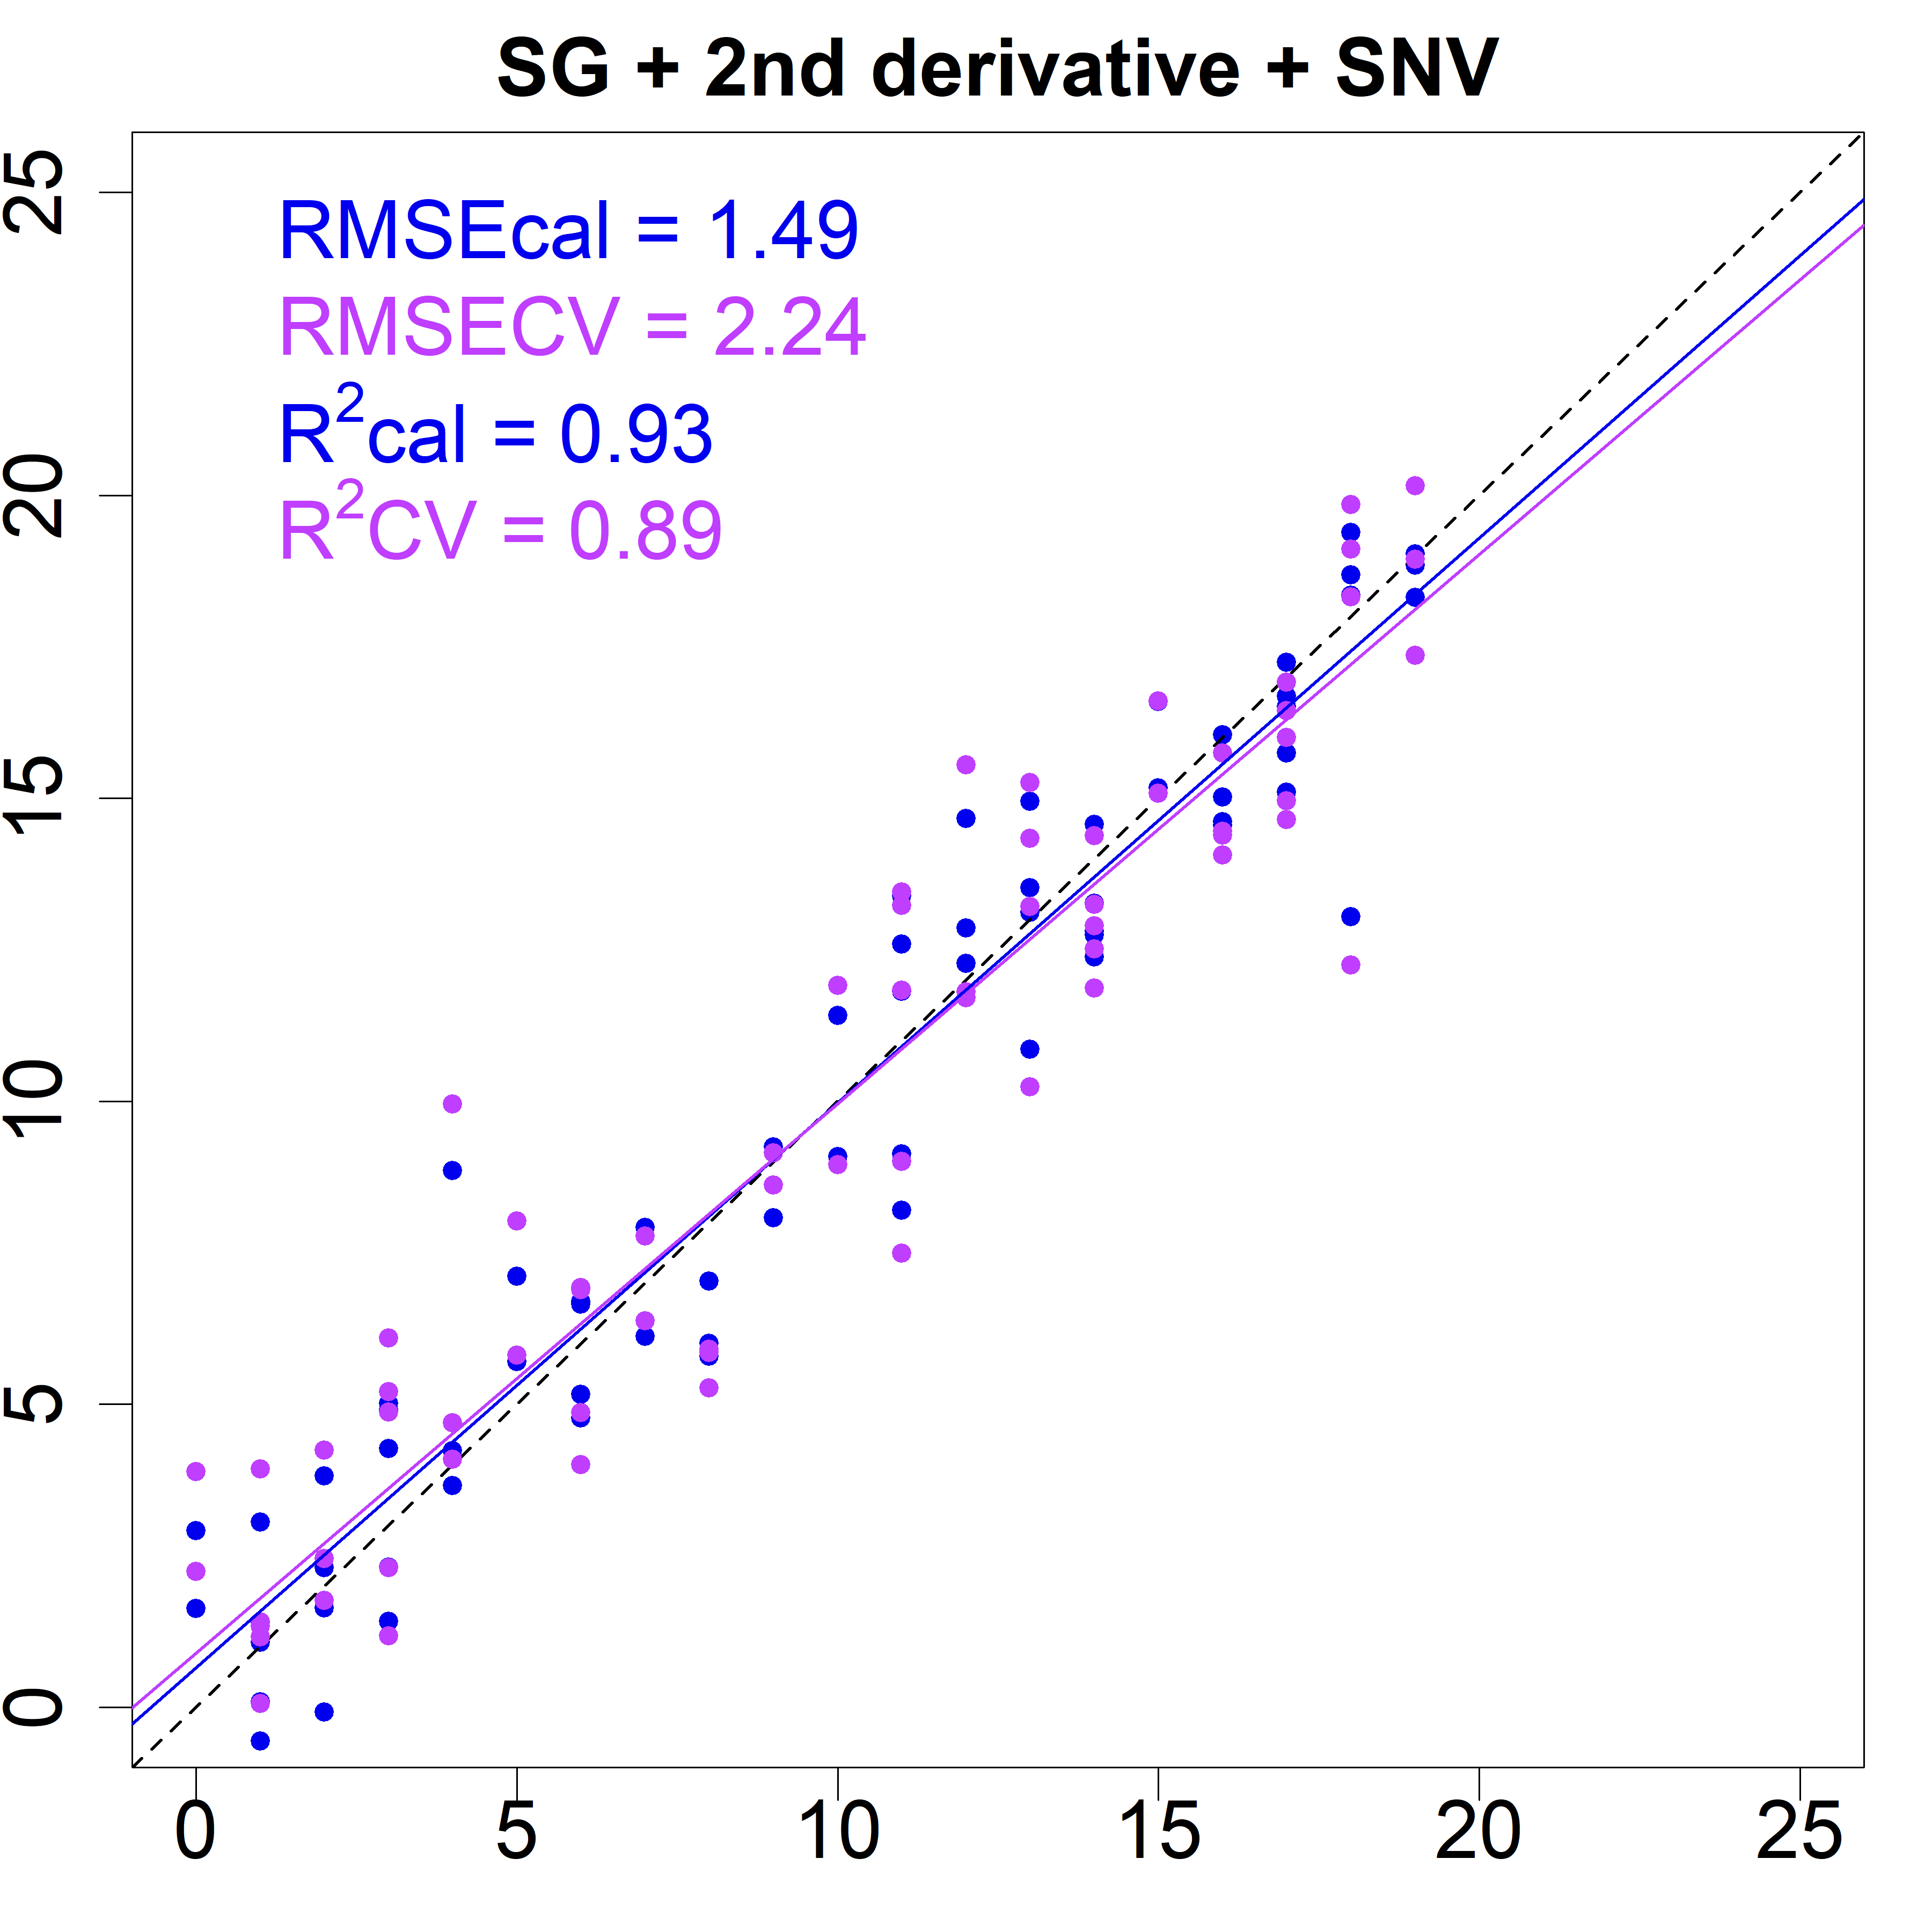 SG + 2nd derivative + SNV
RMSEcal = 1.49
RMSECV = 2.24
R²cal = 0.93
R²CV = 0.89
25
20
15
10
5
0
0 5 10 15 20 25